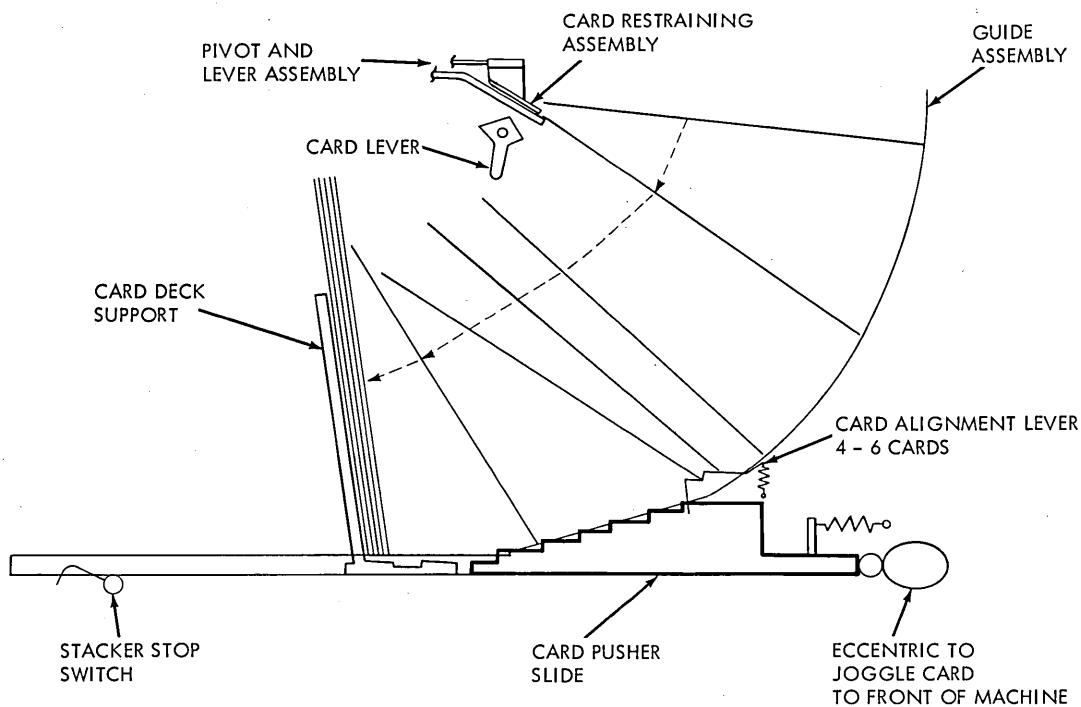 CARD RESTRAINING
ASSEMBLY
GUIDE
ASSEMBLY
PIVOT AND
LEVER ASSEMBLY
CARD LEVER
CARD DECK
SUPPORT
CARD ALIGNMENT LEVER
4 – 6 CARDS
STACKER STOP
SWITCH
CARD PUSHER
SLIDE
ECCENTRIC TO
JOGGLE CARD
TO FRONT OF MACHINE